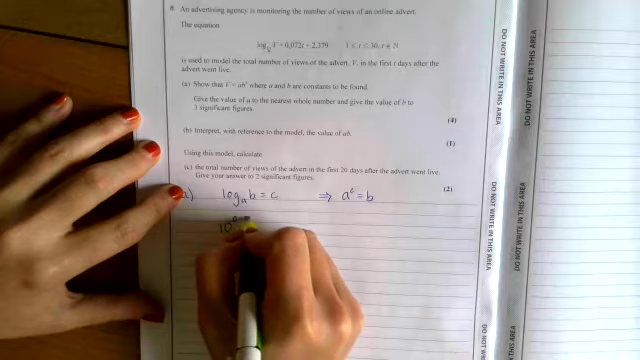 8. An advertising agency is monitoring the number of views of an online advert.
The equation
log₁₀ V = 0.072t + 2.379 1 ≤ t ≤ 30, t ∈ ℕ
is used to model the total number of views of the advert, V, in the first t days after the
advert went live.
(a) Show that V = abᵗ where a and b are constants to be found.
Give the value of a to the nearest whole number and give the value of b to
3 significant figures.
(4)
(b) Interpret, with reference to the model, the value of ab.
(1)
Using this model, calculate
(c) the total number of views of the advert in the first 20 days after the advert went live.
Give your answer to 2 significant figures.
(2)
a) logₐ b = c ⇒ aᶜ = b
10⁰
DO NOT WRITE IN THIS AREA
DO NOT WRITE IN THIS AREA
DO NOT WRITE IN THIS AREA
DO NOT WRITE IN THIS AREA